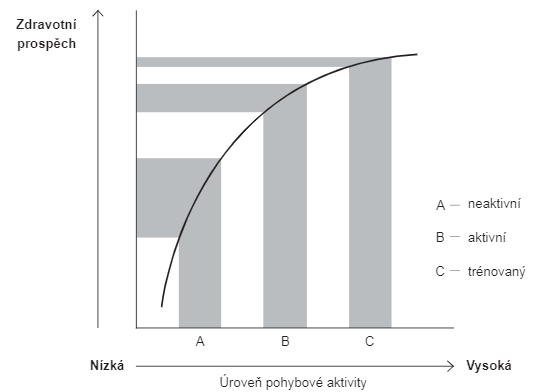 Zdravotní
prospěch
A — neaktivní
B — aktivní
C — trénovaný
A B C
Nízká Vysoká
Úroveň pohybové aktivity